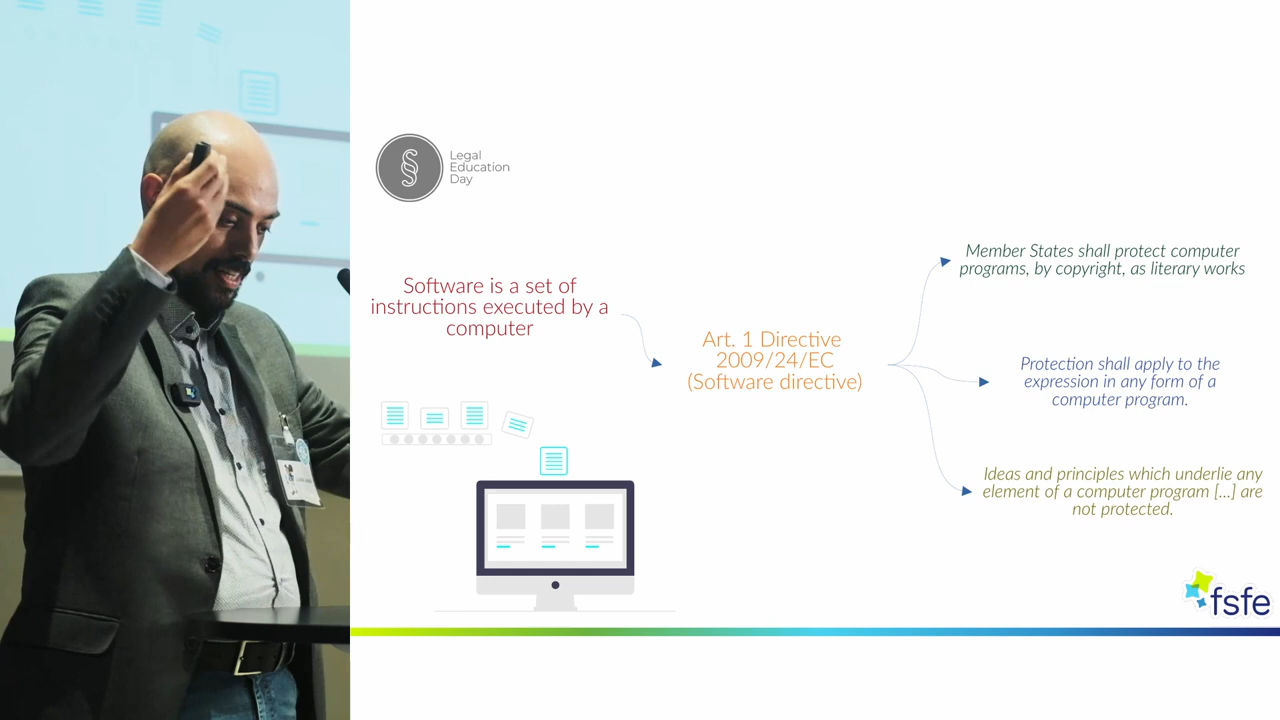 Legal
Education
Day
Software is a set of
instructions executed by a
computer
Art. 1 Directive
2009/24/EC
(Software directive)
Member States shall protect computer
programs, by copyright, as literary works
Protection shall apply to the
expression in any form of a
computer program.
Ideas and principles which underlie any
element of a computer program [...] are
not protected.
fsfe